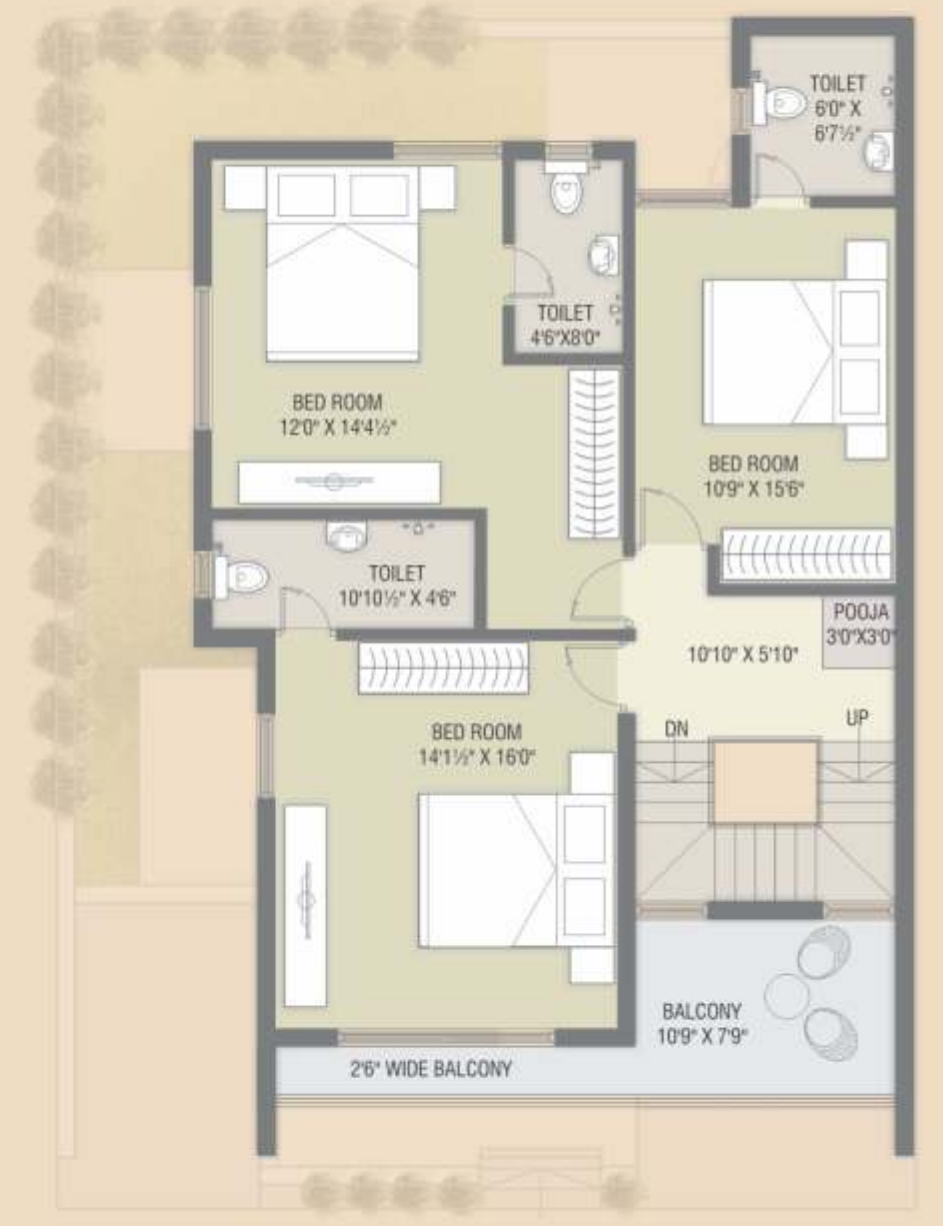 TOILET
6'0" X
6'7½"
TOILET
4'6"X8'0"
BED ROOM
12'0" X 14'4½"
BED ROOM
10'9" X 15'6"
TOILET
10'10½" X 4'6"
POOJA
3'0"X3'0"
10'10" X 5'10"
BED ROOM
14'1½" X 16'0"
DN
UP
BALCONY
10'9" X 7'9"
2'6" WIDE BALCONY